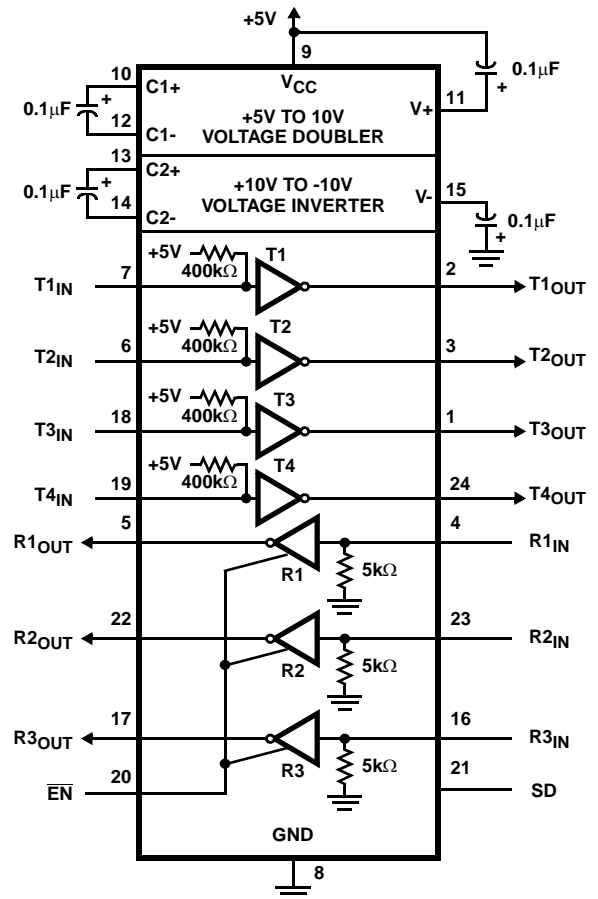 +5V
9
0.1µF
+
10
C1+
VCC
V+
11
0.1µF
+
12
C1-
+5V TO 10V
VOLTAGE DOUBLER
13
C2+
0.1µF
+
14
C2-
+10V TO -10V
VOLTAGE INVERTER
V-
15
0.1µF
+
+5V
400kΩ
T1
T1IN
7
2
T1OUT
+5V
400kΩ
T2
T2IN
6
3
T2OUT
+5V
400kΩ
T3
T3IN
18
1
T3OUT
+5V
400kΩ
T4
T4IN
19
24
T4OUT
R1OUT
5
4
R1IN
R1
5kΩ
R2OUT
22
23
R2IN
R2
5kΩ
R3OUT
17
16
R3IN
R3
5kΩ
E̅N̅
20
21
SD
GND
8